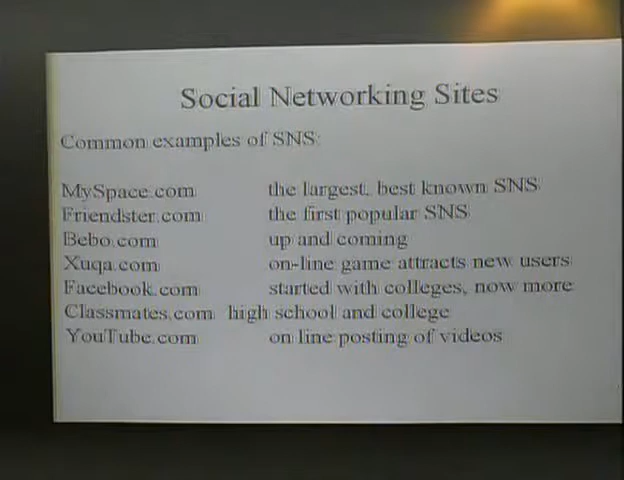 Social Networking Sites
Common examples of SNS:
MySpace.com the largest, best known SNS
Friendster.com the first popular SNS
Bebo.com up and coming
Xuqa.com on-line game attracts new users
Facebook.com started with colleges, now more
Classmates.com high school and college
YouTube.com on line posting of videos